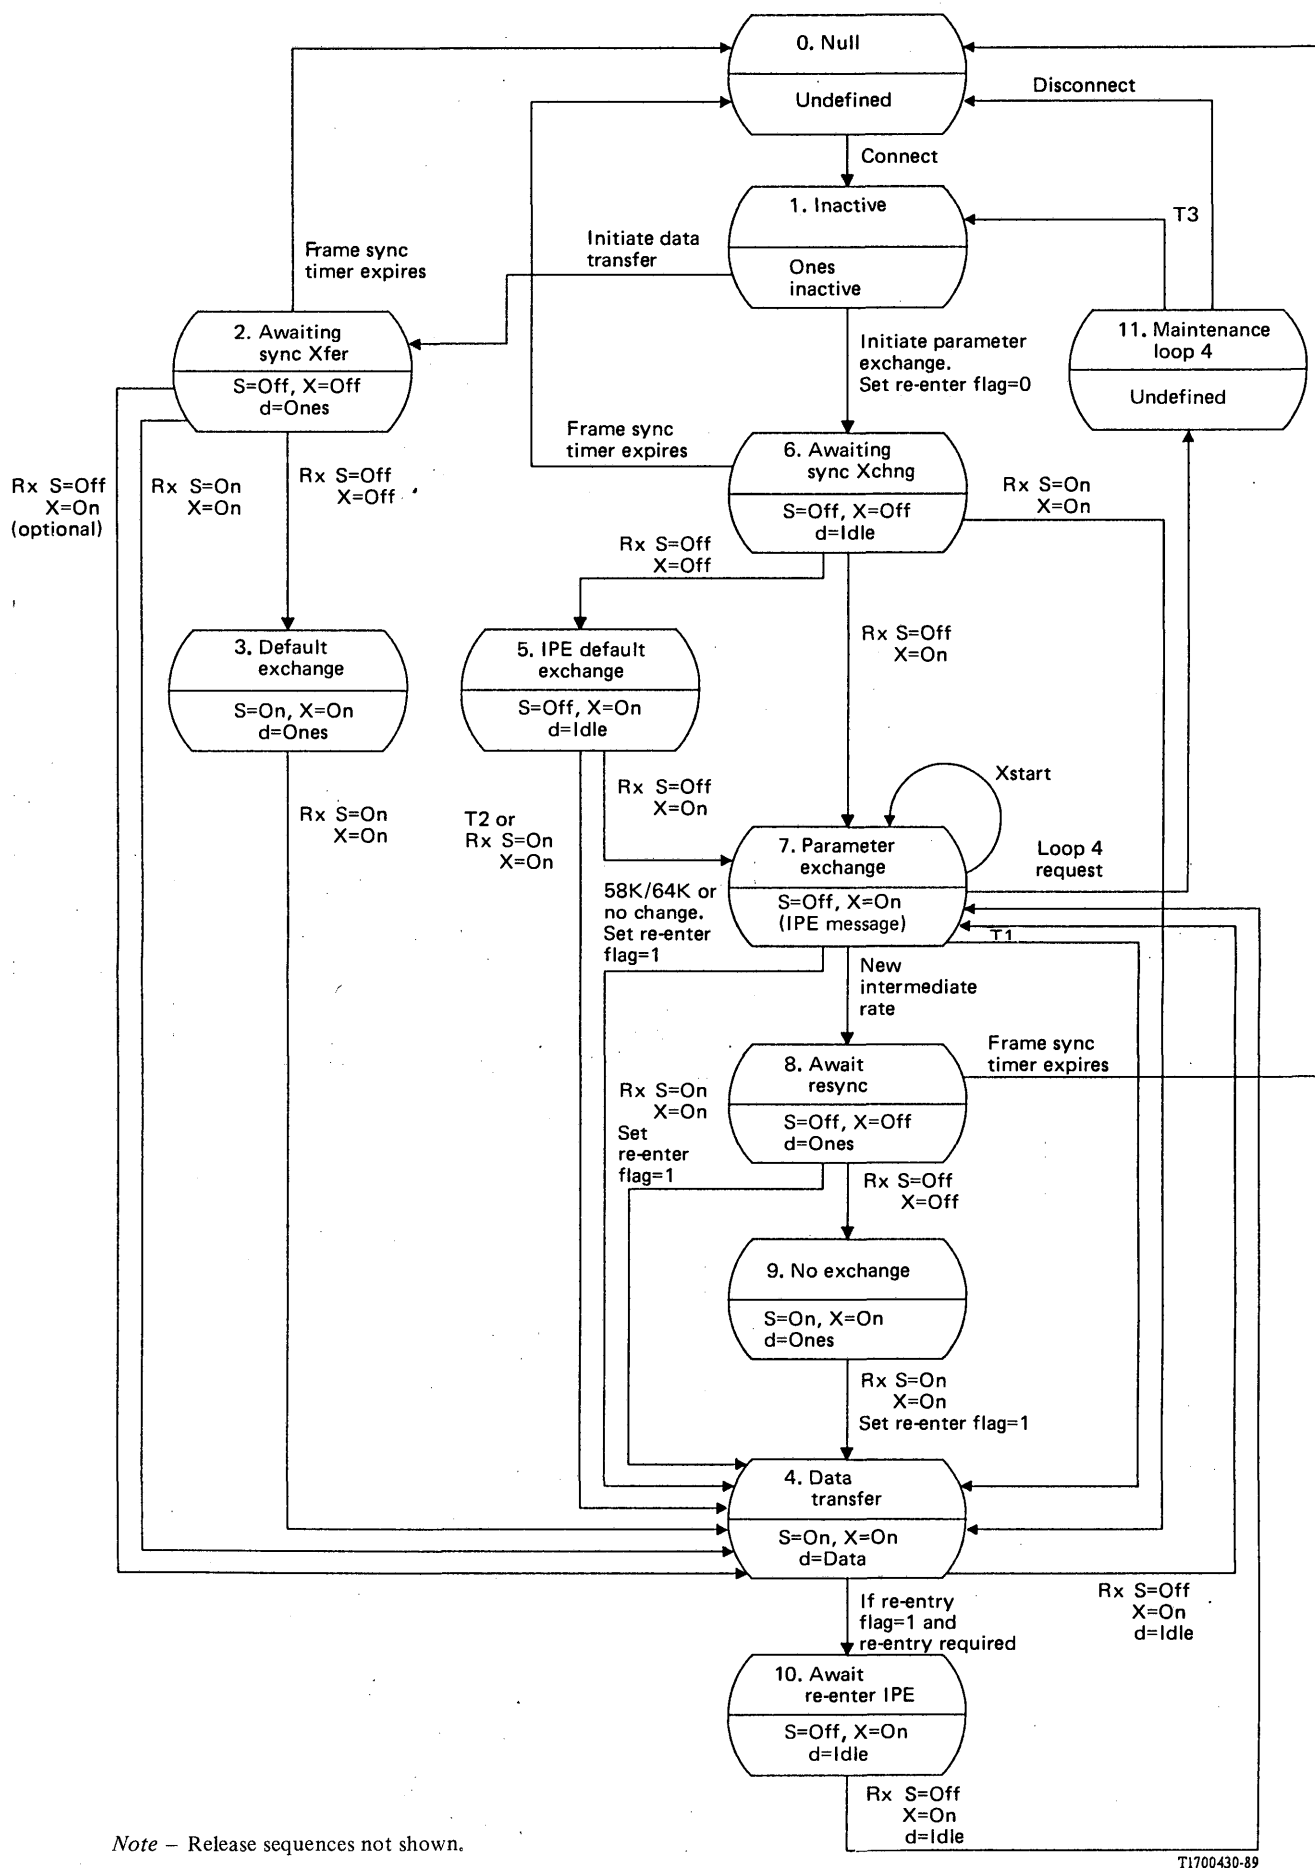 0. Null
Undefined
Disconnect
Connect
1. Inactive
Ones
inactive
T3
Initiate data
transfer
Frame sync
timer expires
2. Awaiting
sync Xfer
S=Off, X=Off
d=Ones
Initiate parameter
exchange.
Set re-enter flag=0
11. Maintenance
loop 4
Undefined
Frame sync
timer expires
6. Awaiting
sync Xchng
S=Off, X=Off
d=Idle
Rx S=On
X=On
Rx S=Off
X=On
(optional)
Rx S=On
X=On
Rx S=Off
X=Off
Rx S=Off
X=Off
Rx S=Off
X=On
3. Default
exchange
S=On, X=On
d=Ones
5. IPE default
exchange
S=Off, X=On
d=Idle
Rx S=On
X=On
T2 or
Rx S=On
X=On
Rx S=Off
X=On
Xstart
7. Parameter
exchange
S=Off, X=On
(IPE message)
Loop 4
request
58K/64K or
no change.
Set re-enter
flag=1
T1
New
intermediate
rate
8. Await
resync
S=Off, X=Off
d=Ones
Frame sync
timer expires
Rx S=On
X=On
Set
re-enter
flag=1
Rx S=Off
X=Off
9. No exchange
S=On, X=On
d=Ones
Rx S=On
X=On
Set re-enter flag=1
4. Data
transfer
S=On, X=On
d=Data
If re-entry
flag=1 and
re-entry required
Rx S=Off
X=On
d=Idle
10. Await
re-enter IPE
S=Off, X=On
d=Idle
Rx S=Off
X=On
d=Idle
Note – Release sequences not shown.
T1700430-89